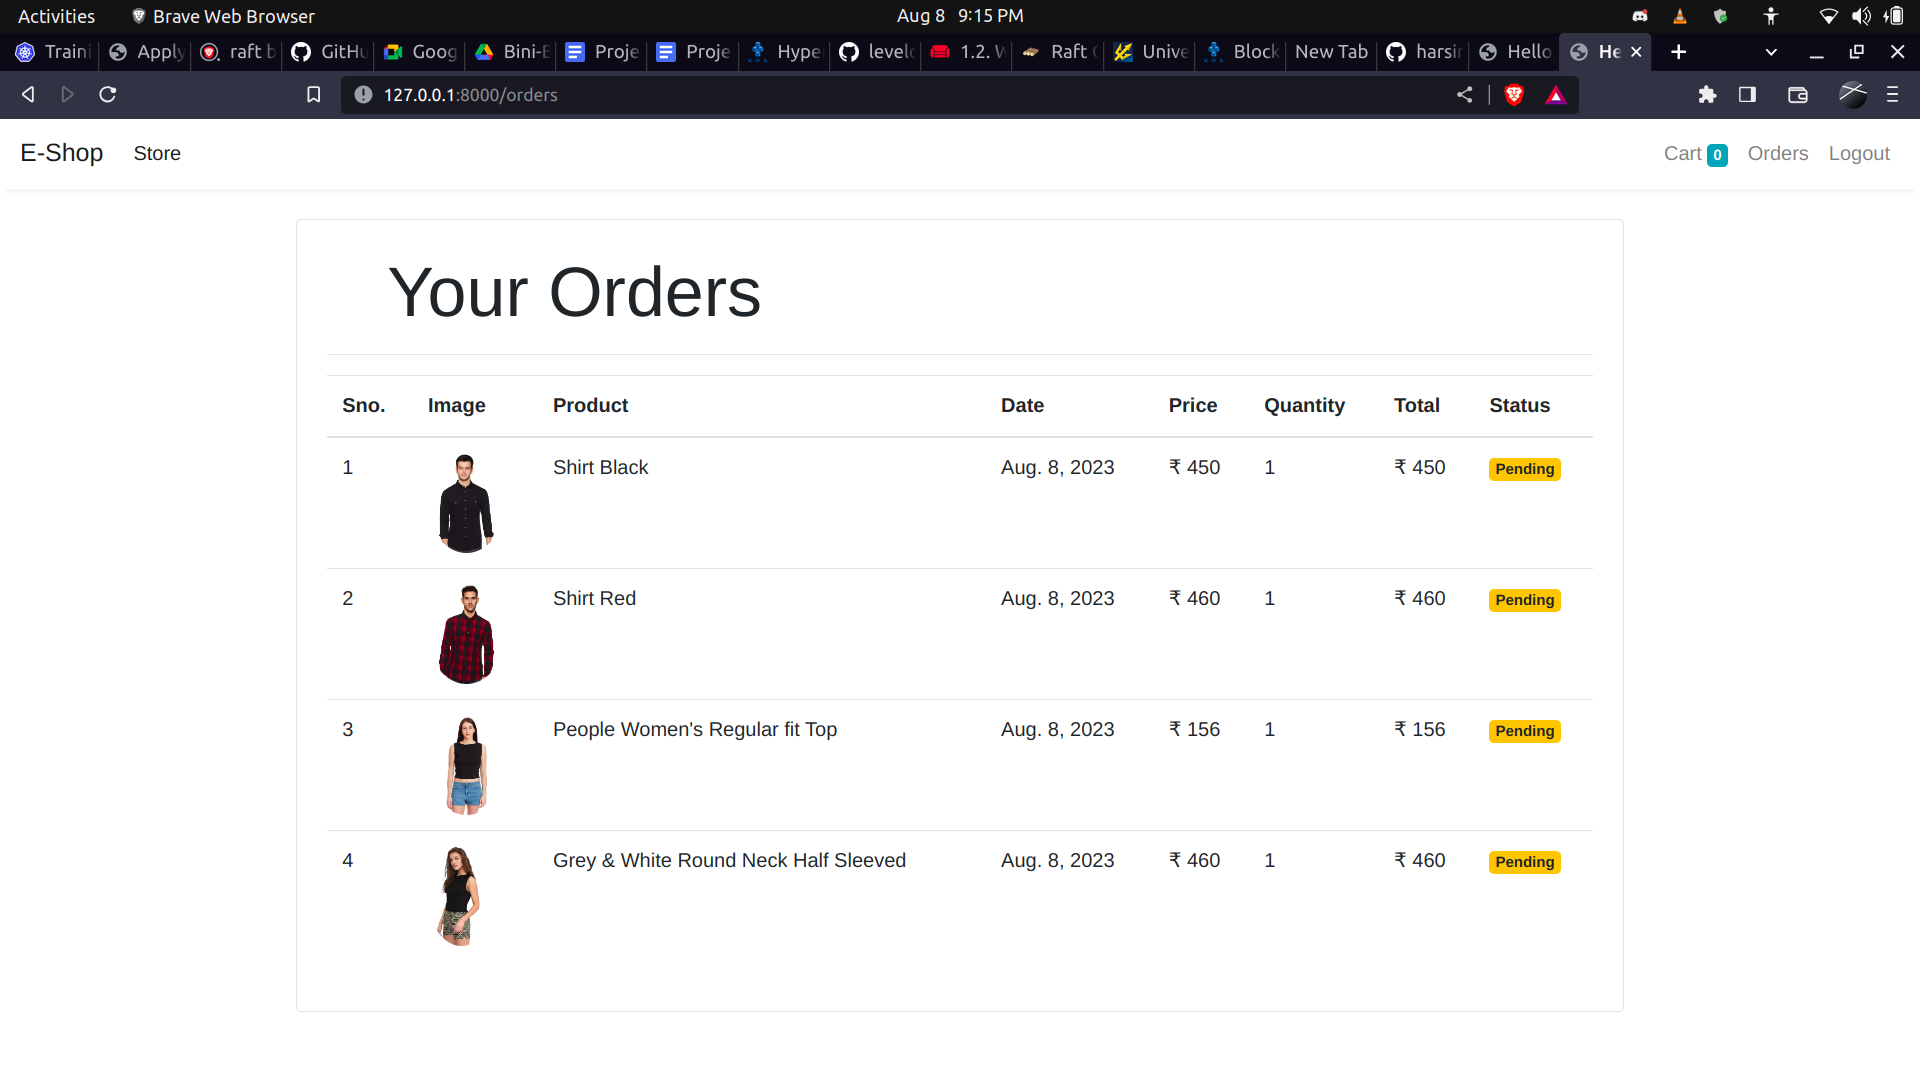 Activities Brave Web Browser Aug 8 9:15 PM
Traini Apply raft b GitHu Goog Bini-B Proje Proje Hyper levelo 1.2. W Raft C Unive Block New Tab harsin Hello He
127.0.0.1:8000/orders
E-Shop Store Cart 0 Orders Logout
Your Orders
Sno. Image Product Date Price Quantity Total Status
1 Shirt Black Aug. 8, 2023 ₹ 450 1 ₹ 450 Pending
2 Shirt Red Aug. 8, 2023 ₹ 460 1 ₹ 460 Pending
3 People Women's Regular fit Top Aug. 8, 2023 ₹ 156 1 ₹ 156 Pending
4 Grey & White Round Neck Half Sleeved Aug. 8, 2023 ₹ 460 1 ₹ 460 Pending